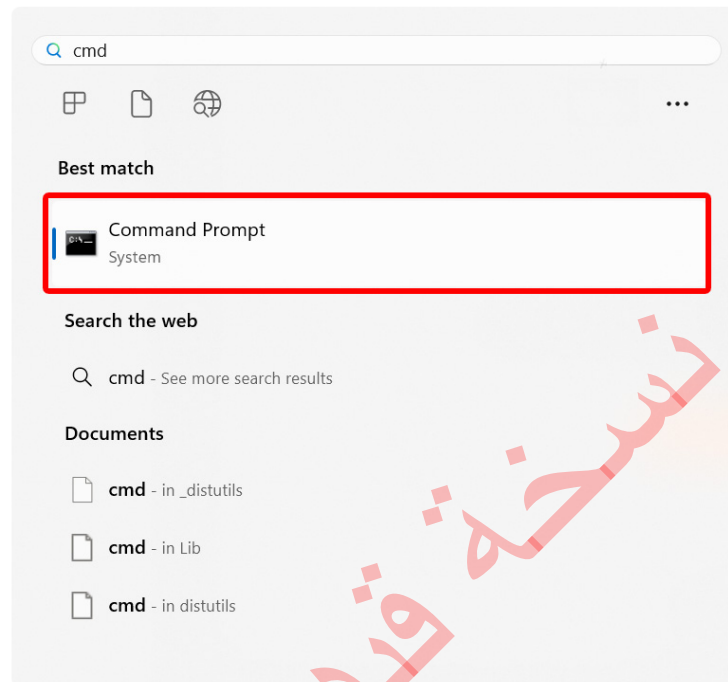 cmd
Best match
Command Prompt
System
Search the web
cmd - See more search results
Documents
cmd - in _distutils
cmd - in Lib
cmd - in distutils
نسخة